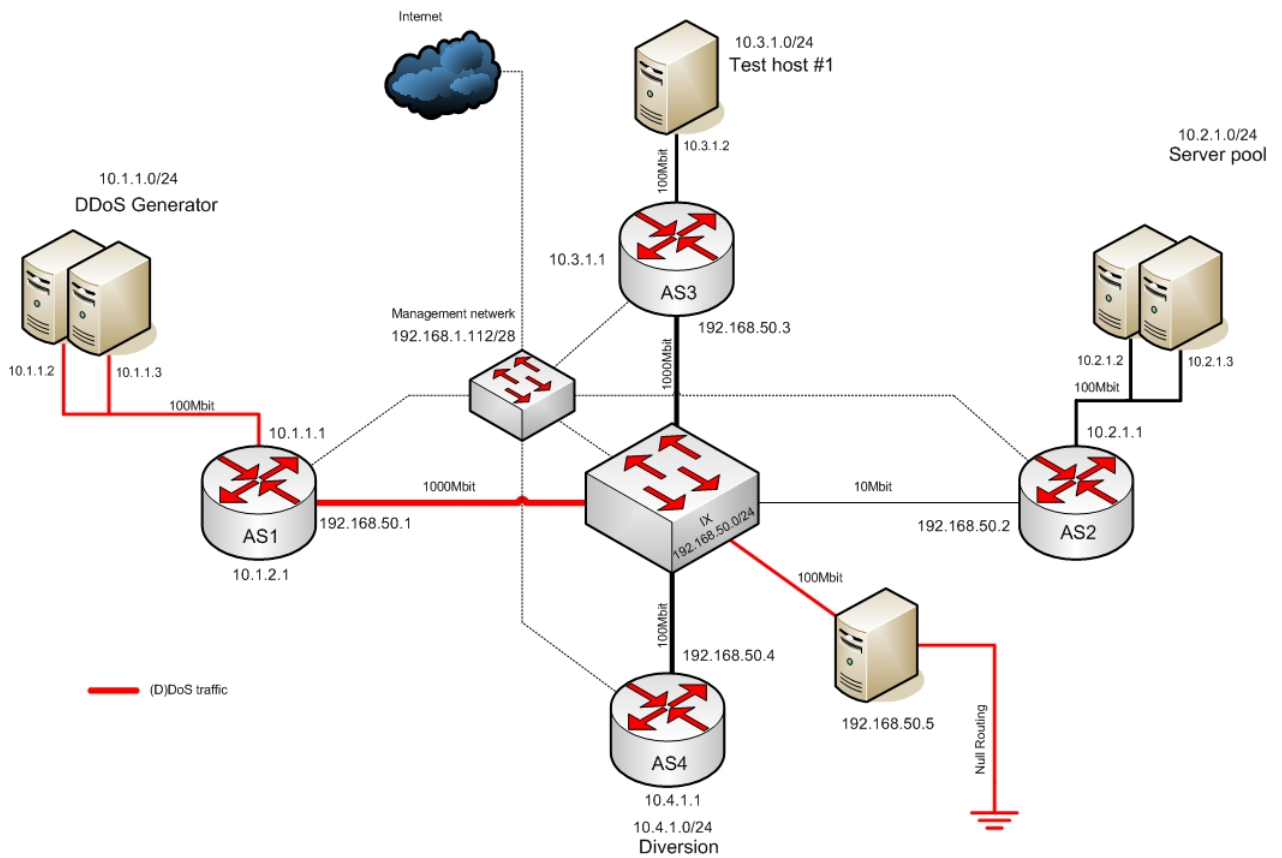 Internet
10.3.1.0/24
Test host #1
10.3.1.2
100Mbit
10.2.1.0/24
Server pool
10.1.1.0/24
DDoS Generator
10.3.1.1
AS3
192.168.50.3
Management network
192.168.1.112/28
1000Mbit
10.1.1.2
10.1.1.3
100Mbit
10.2.1.2
10.2.1.3
100Mbit
10.1.1.1
10.2.1.1
1000Mbit
10Mbit
AS1
192.168.50.1
10.1.2.1
IX
192.168.50.0/24
192.168.50.2
AS2
100Mbit
100Mbit
192.168.50.4
(D)DoS traffic
192.168.50.5
Null Routing
AS4
10.4.1.1
10.4.1.0/24
Diversion